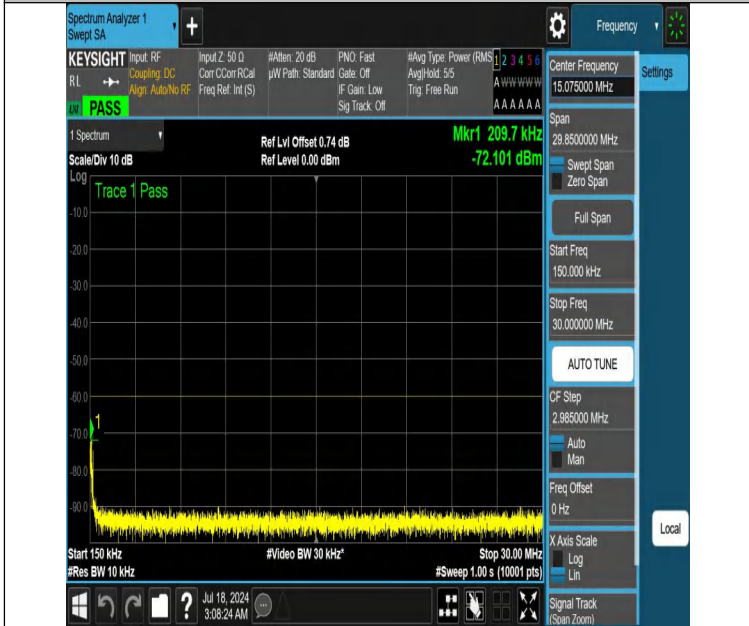 Spectrum Analyzer 1
Swept SA
+
Frequency
KEYSIGHT
RL
PASS
Input: RF
Coupling: DC
Align: Auto/No RF
Input Z: 50 Ω
Corr CCorr RCal
Freq Ref: Int (S)
#Atten: 20 dB
µW Path: Standard
PNO: Fast
Gate: Off
IF Gain: Low
Sig Track: Off
#Avg Type: Power (RMS
Avg|Hold: 5/5
Trig: Free Run
1 2 3 4 5 6
A W W W W W
A A A A A A
1 Spectrum
Scale/Div 10 dB
Ref Lvl Offset 0.74 dB
Ref Level 0.00 dBm
Mkr1 209.7 kHz
-72.101 dBm
Log
Trace 1 Pass
-10.0
-20.0
-30.0
-40.0
-50.0
-60.0
-70.0
-80.0
-90.0
1
Start 150 kHz
#Res BW 10 kHz
#Video BW 30 kHz*
Stop 30.00 MHz
#Sweep 1.00 s (10001 pts)
Center Frequency
15.075000 MHz
Settings
Span
29.8500000 MHz
Swept Span
Zero Span
Full Span
Start Freq
150.000 kHz
Stop Freq
30.000000 MHz
AUTO TUNE
CF Step
2.985000 MHz
Auto
Man
Freq Offset
0 Hz
Local
X Axis Scale
Log
Lin
Signal Track
(Span Zoom)
?
Jul 18, 2024
3:08:24 AM